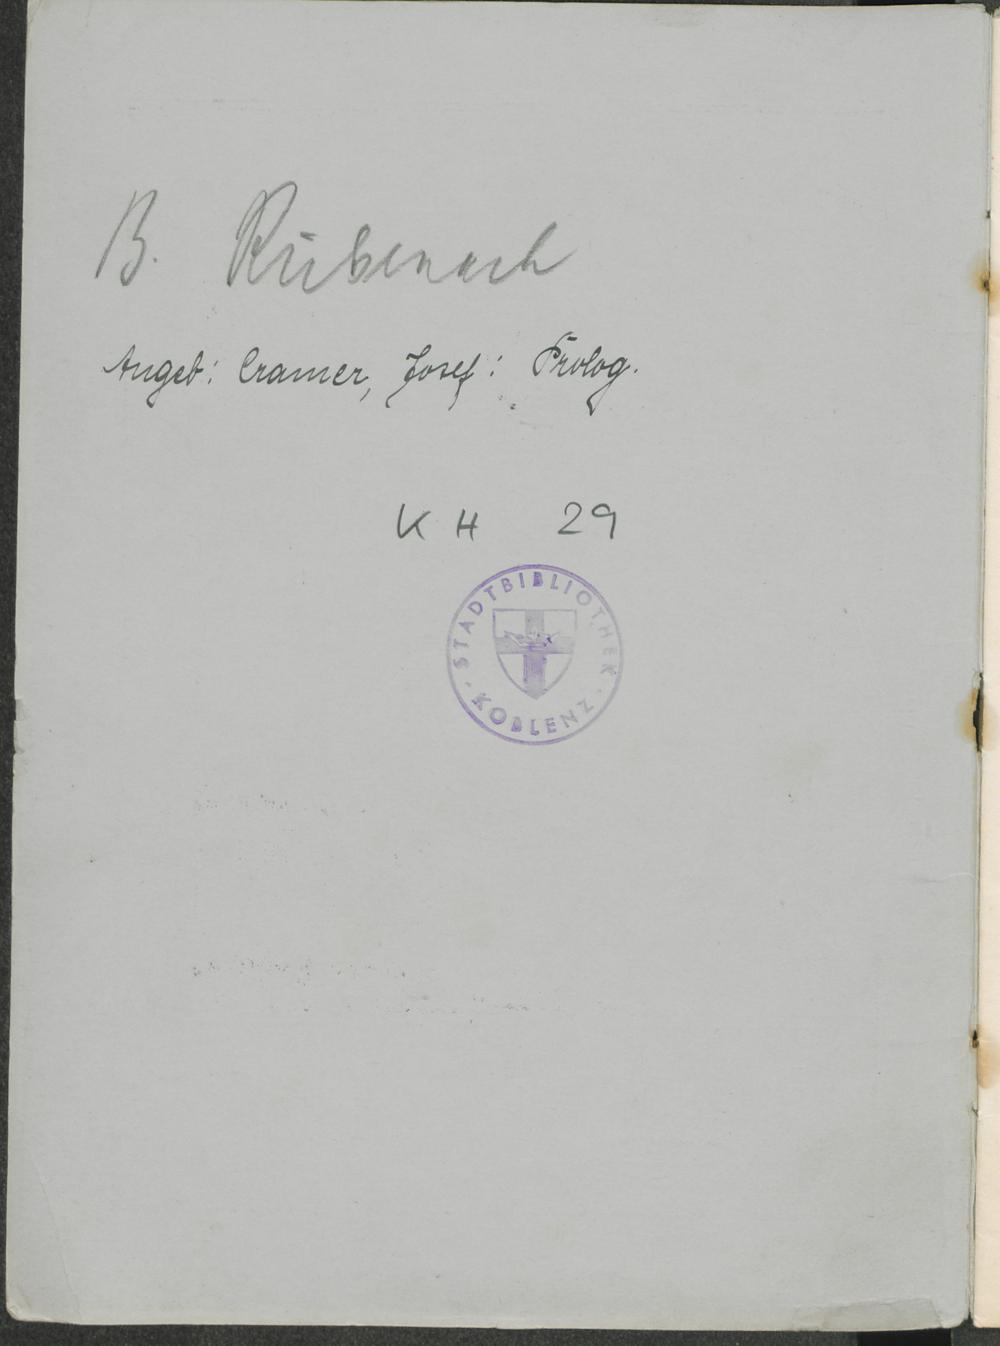 B. Rübenach
Angeb: Cramer, Josef: Prolog.
KH 29
STADTBIBLIOTHEK
KOBLENZ